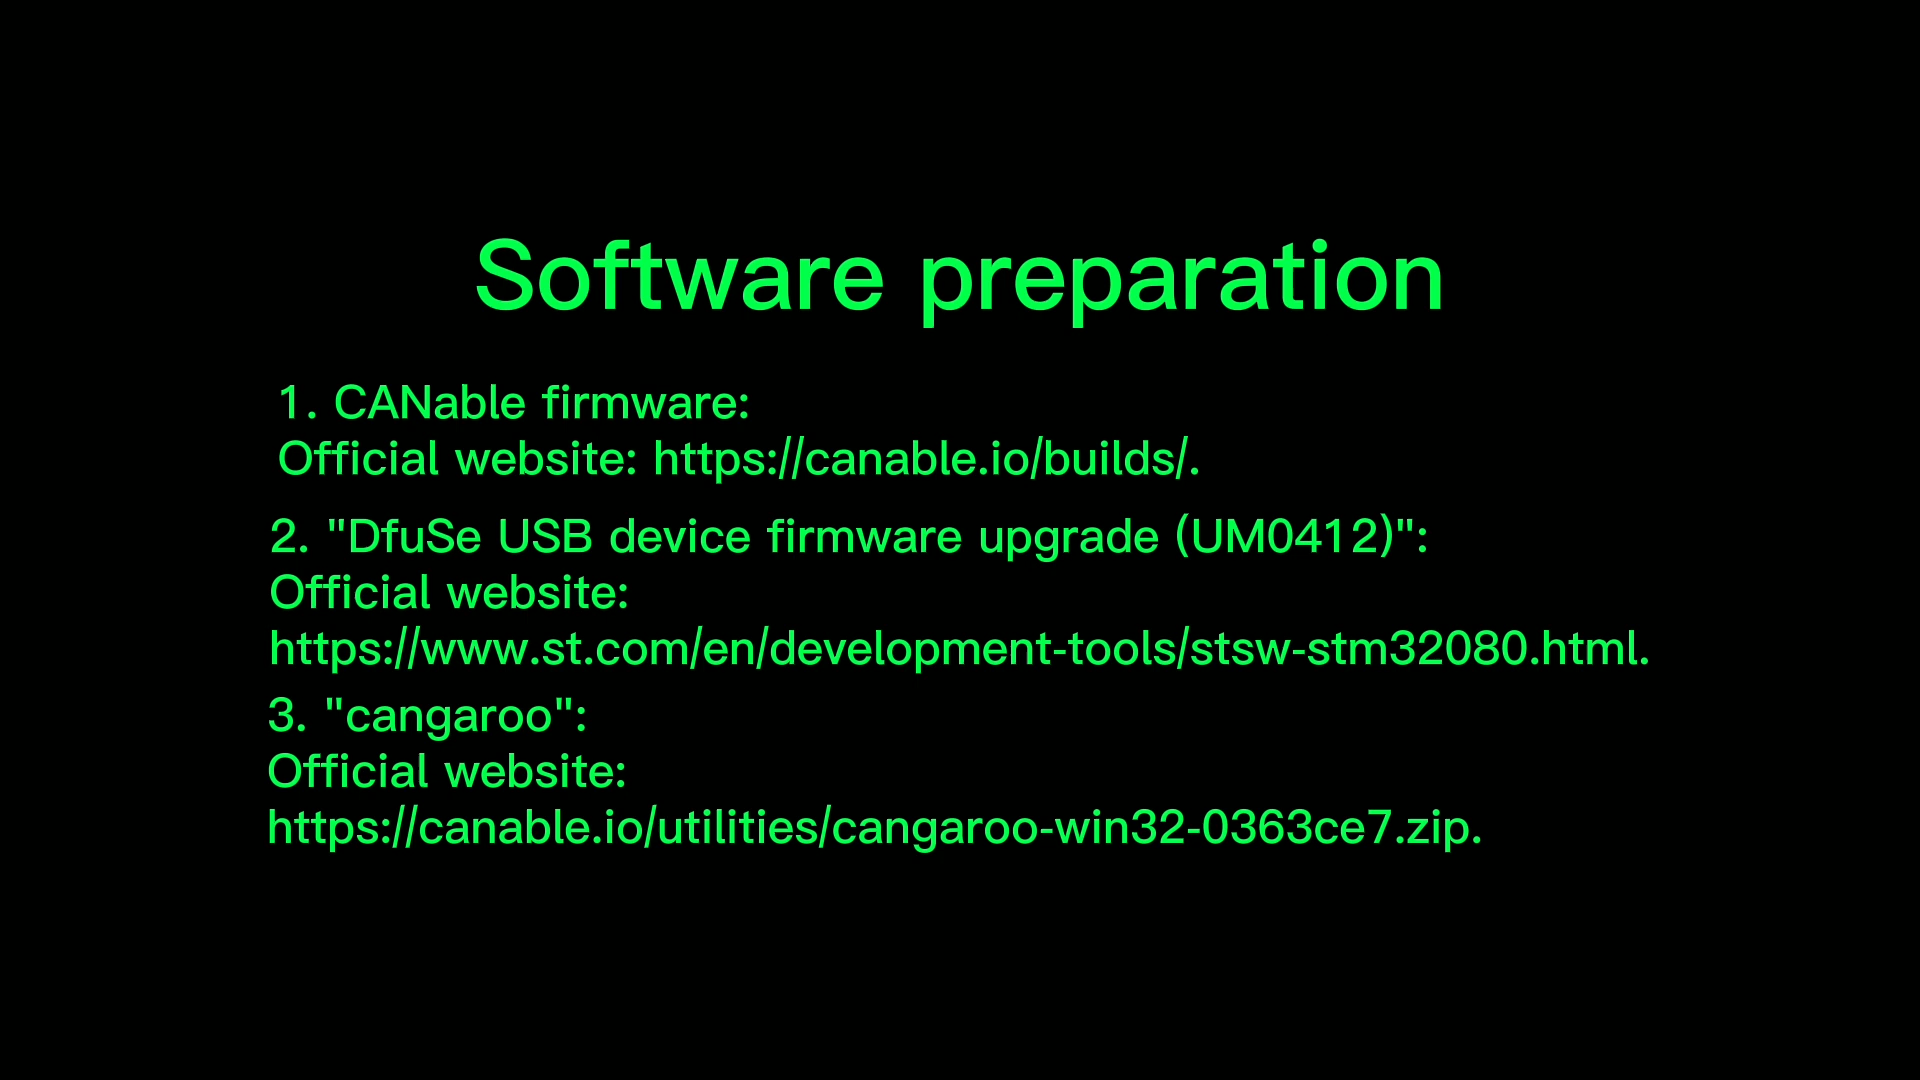 Software preparation
1. CANable firmware:
Official website: https://canable.io/builds/.
2. "DfuSe USB device firmware upgrade (UM0412)":
Official website:
https://www.st.com/en/development-tools/stsw-stm32080.html.
3. "cangaroo":
Official website:
https://canable.io/utilities/cangaroo-win32-0363ce7.zip.